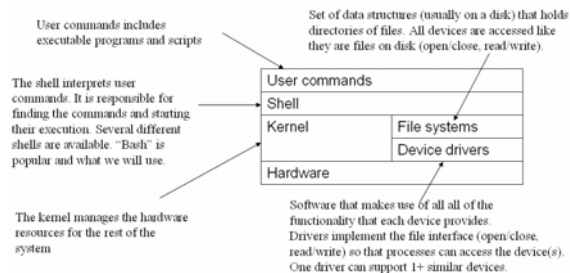 User commands includes
executable programs and scripts
Set of data structures (usually on a disk) that holds
directories of files. All devices are accessed like
they are files on disk (open/close, read/write).
The shell interprets user
commands. It is responsible for
finding the commands and starting
their execution. Several different
shells are available. “Bash” is
popular and what we will use.
User commands
Shell
Kernel
File systems
Device drivers
Hardware
The kernel manages the hardware
resources for the rest of the
system
Software that makes use of all all of the
functionality that each device provides.
Drivers implement the file interface (open/close,
read/write) so that processes can access the device(s).
One driver can support 1+ similar devices.